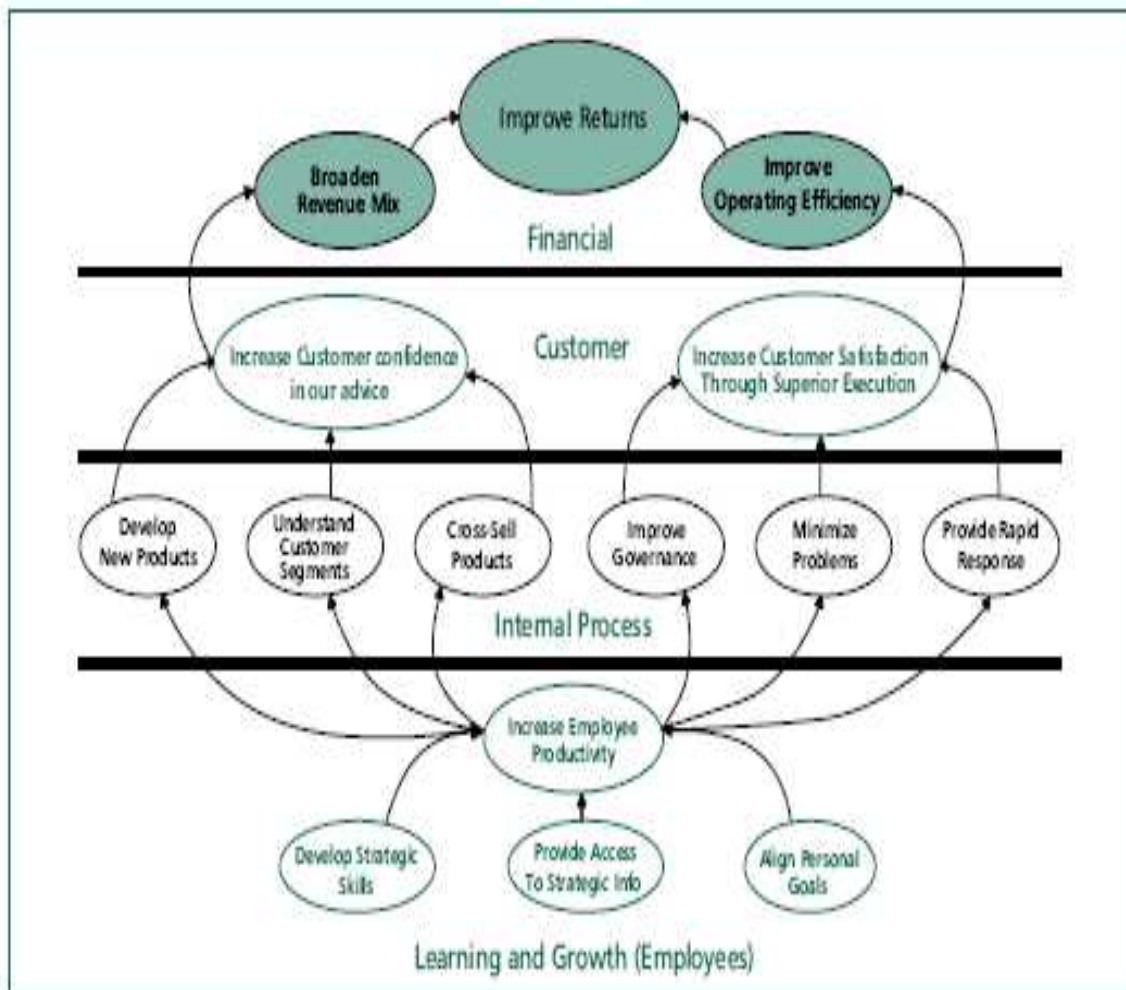 Improve Returns
Broaden
Revenue Mix
Improve
Operating Efficiency
Financial
Customer
Increase Customer confidence
in our advice
Increase Customer Satisfaction
Through Superior Execution
Develop
New Products
Understand
Customer
Segments
Cross-Sell
Products
Improve
Governance
Minimize
Problems
Provide Rapid
Response
Internal Process
Increase Employee
Productivity
Develop Strategic
Skills
Provide Access
To Strategic Info
Align Personal
Goals
Learning and Growth (Employees)